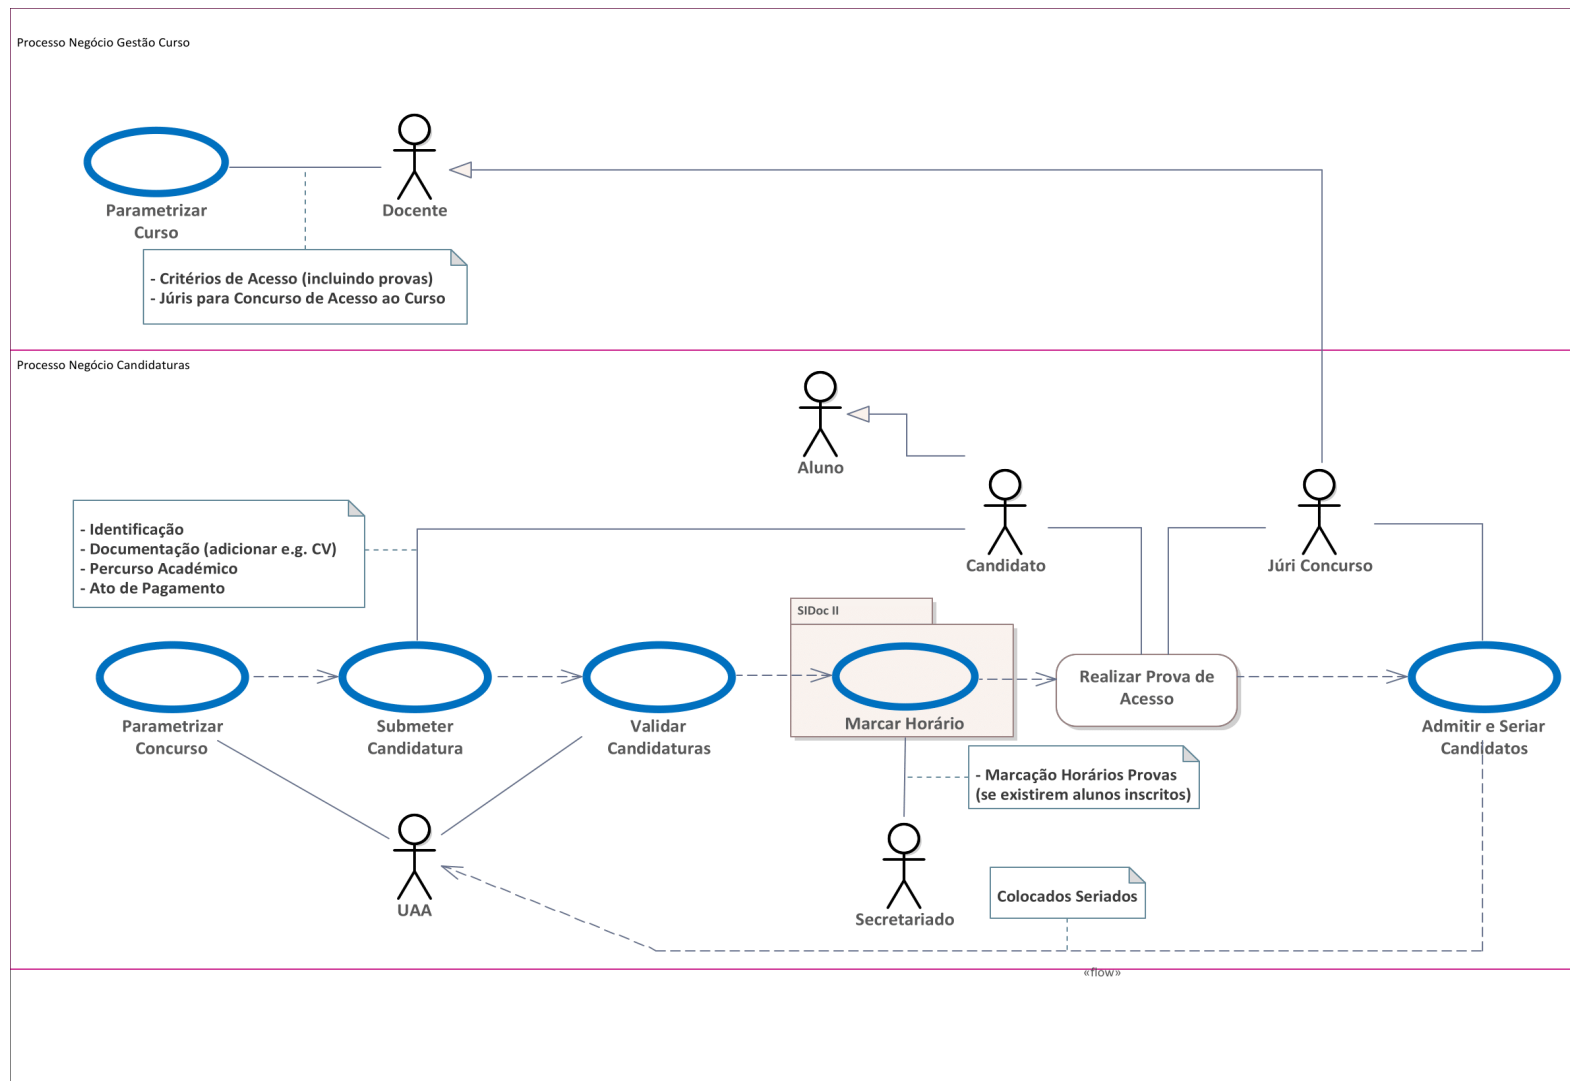 Processo Negócio Gestão Curso
Parametrizar
Curso
Docente
- Critérios de Acesso (incluindo provas)
- Júris para Concurso de Acesso ao Curso
Processo Negócio Candidaturas
Aluno
- Identificação
- Documentação (adicionar e.g. CV)
- Percurso Académico
- Ato de Pagamento
Candidato
Júri Concurso
SIDoc II
Parametrizar
Concurso
Submeter
Candidatura
Validar
Candidaturas
Marcar Horário
Realizar Prova de
Acesso
Admitir e Seriar
Candidatos
- Marcação Horários Provas
(se existirem alunos inscritos)
UAA
Secretariado
Colocados Seriados
«flow»